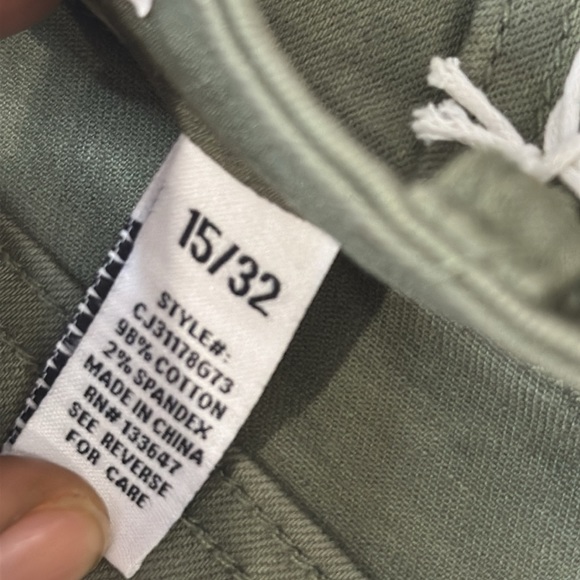 15/32
STYLE#:
CJ31178G73
98% COTTON
2% SPANDEX
MADE IN CHINA
RN# 133647
SEE REVERSE
FOR CARE